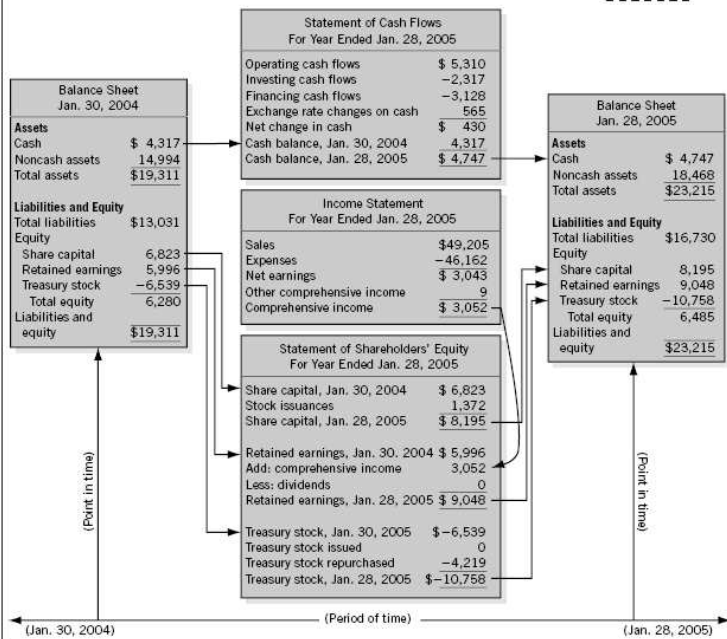 Statement of Cash Flows
For Year Ended Jan. 28, 2005
Operating cash flows $ 5,310
Investing cash flows -2,317
Financing cash flows -3,128
Exchange rate changes on cash 565
Net change in cash $ 430
Cash balance, Jan. 30, 2004 4,317
Cash balance, Jan. 28, 2005 $ 4,747
Balance Sheet
Jan. 30, 2004
Assets
Cash $ 4,317
Noncash assets 14,994
Total assets $19,311
Liabilities and Equity
Total liabilities $13,031
Equity
Share capital 6,823
Retained earnings 5,996
Treasury stock -6,539
Total equity 6,280
Liabilities and
equity $19,311
Income Statement
For Year Ended Jan. 28, 2005
Sales $49,205
Expenses -46,162
Net earnings $ 3,043
Other comprehensive income 9
Comprehensive income $ 3,052
Statement of Shareholders' Equity
For Year Ended Jan. 28, 2005
Share capital, Jan. 30, 2004 $ 6,823
Stock issuances 1,372
Share capital, Jan. 28, 2005 $ 8,195
Retained earnings, Jan. 30. 2004 $ 5,996
Add: comprehensive income 3,052
Less: dividends 0
Retained earnings, Jan. 28, 2005 $ 9,048
Treasury stock, Jan. 30, 2005 $-6,539
Treasury stock issued 0
Treasury stock repurchased -4,219
Treasury stock, Jan. 28, 2005 $-10,758
Balance Sheet
Jan. 28, 2005
Assets
Cash $ 4,747
Noncash assets 18,468
Total assets $23,215
Liabilities and Equity
Total liabilities $16,730
Equity
Share capital 8,195
Retained earnings 9,048
Treasury stock -10,758
Total equity 6,485
Liabilities and
equity $23,215
(Point in time)
(Point in time)
(Period of time)
(Jan. 30, 2004)
(Jan. 28, 2005)